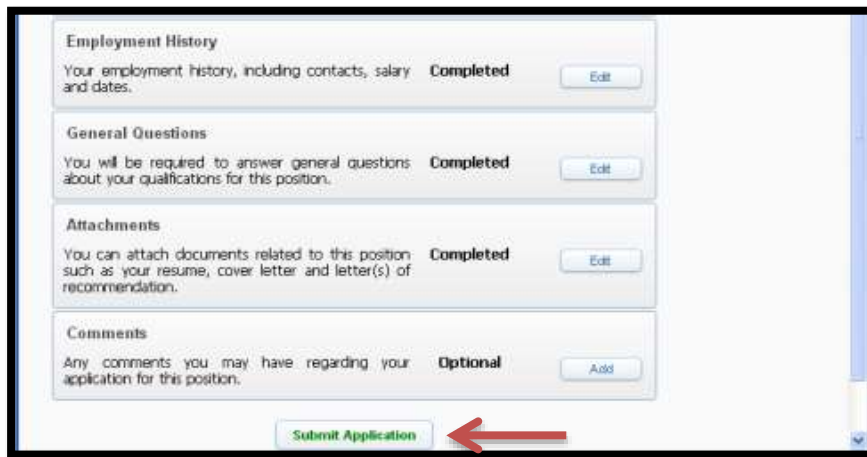 Employment History
Your employment history, including contacts, salary and dates.
Completed
Edit
General Questions
You will be required to answer general questions about your qualifications for this position.
Completed
Edit
Attachments
You can attach documents related to this position such as your resume, cover letter and letter(s) of recommendation.
Completed
Edit
Comments
Any comments you may have regarding your application for this position.
Optional
Add
Submit Application